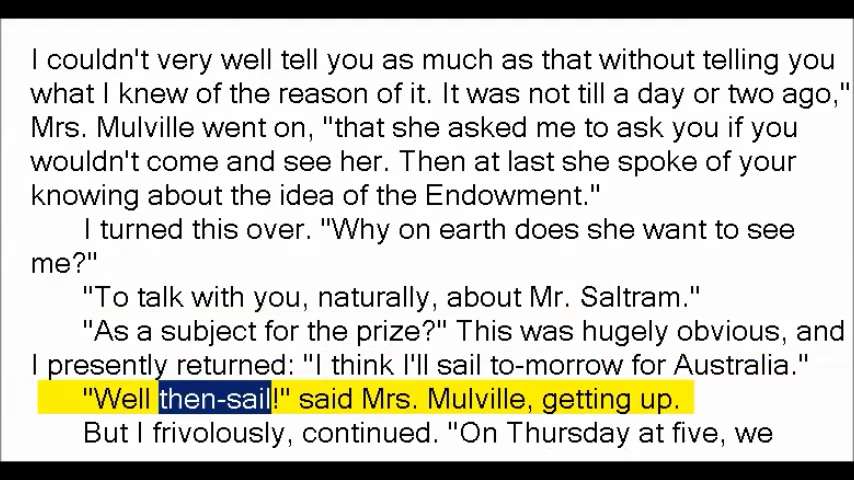 I couldn't very well tell you as much as that without telling you
what I knew of the reason of it. It was not till a day or two ago,"
Mrs. Mulville went on, "that she asked me to ask you if you
wouldn't come and see her. Then at last she spoke of your
knowing about the idea of the Endowment."
I turned this over. "Why on earth does she want to see
me?"
"To talk with you, naturally, about Mr. Saltram."
"As a subject for the prize?" This was hugely obvious, and
I presently returned: "I think I'll sail to-morrow for Australia."
"Well then-sail!" said Mrs. Mulville, getting up.
But I frivolously, continued. "On Thursday at five, we